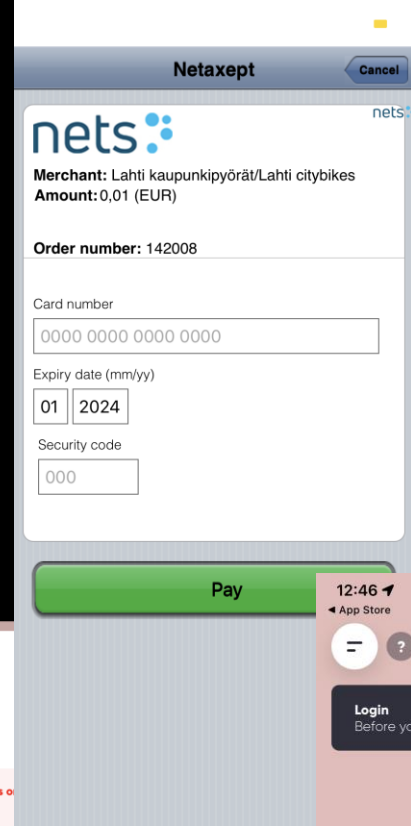 Netaxept
Cancel
nets
nets
Merchant: Lahti kaupunkipyörät/Lahti citybikes
Amount: 0,01 (EUR)
Order number: 142008
Card number
0000 0000 0000 0000
Expiry date (mm/yy)
01 2024
Security code
000
Pay
12:46
◄ App Store
?
Login
Before